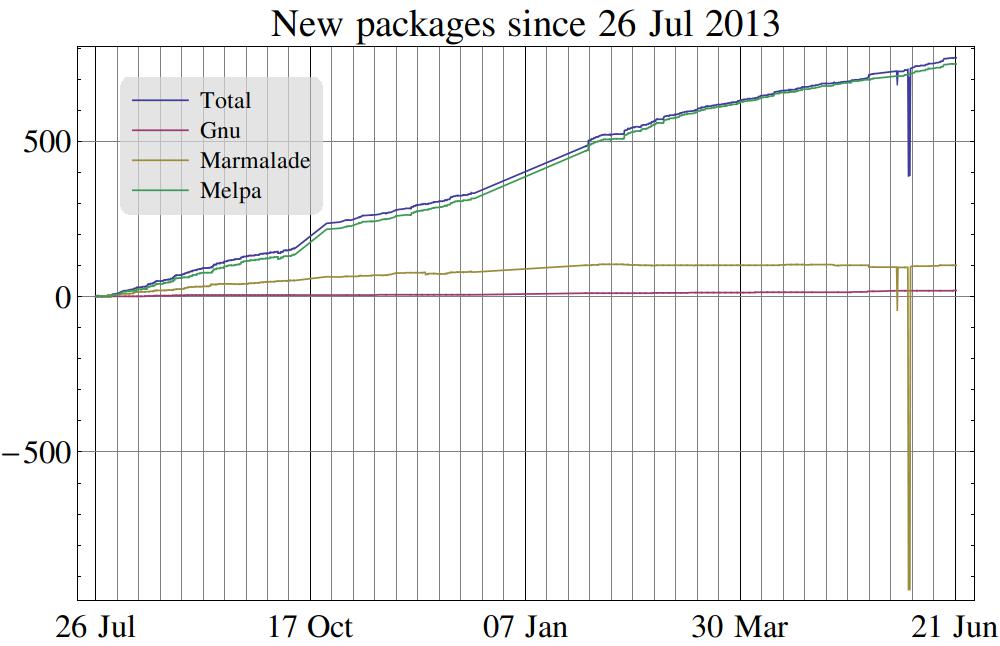 New packages since 26 Jul 2013
Total
Gnu
Marmalade
Melpa
500
0
−500
26 Jul
17 Oct
07 Jan
30 Mar
21 Jun